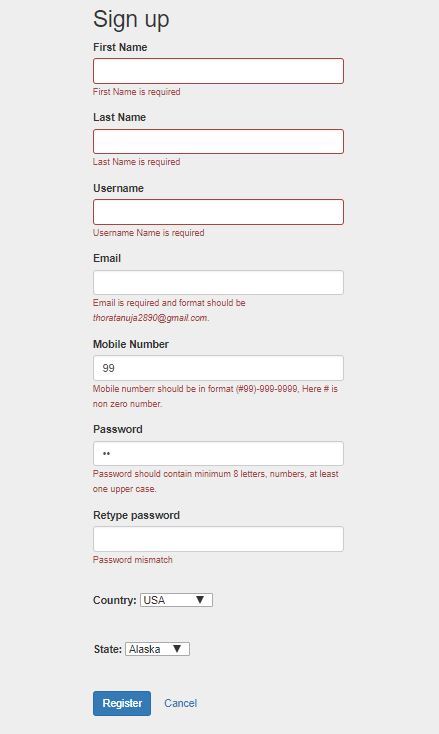 Sign up
First Name
First Name is required
Last Name
Last Name is required
Username
Username Name is required
Email
Email is required and format should be
thoratanuja2890@gmail.com.
Mobile Number
99
Mobile numberr should be in format (#99)-999-9999, Here # is
non zero number.
Password
••
Password should contain minimum 8 letters, numbers, at least
one upper case.
Retype password
Password mismatch
Country: USA ▼
State: Alaska ▼
Register Cancel